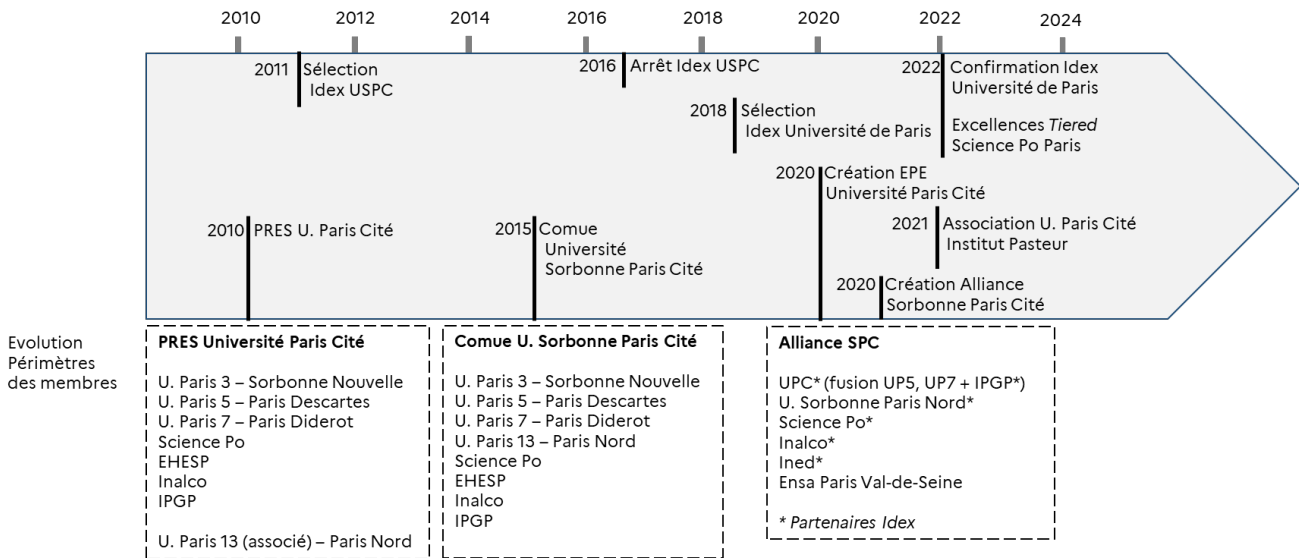 2010 2012 2014 2016 2018 2020 2022 2024
2011 Sélection
Idex USPC
2016 Arrêt Idex USPC
2022 Confirmation Idex
Université de Paris
2018 Sélection
Idex Université de Paris
Excellences Tiered
Science Po Paris
2020 Création EPE
Université Paris Cité
2010 PRES U. Paris Cité
2015 Comue
Université
Sorbonne Paris Cité
2021 Association U. Paris Cité
Institut Pasteur
2020 Création Alliance
Sorbonne Paris Cité
Evolution
Périmètres
des membres
PRES Université Paris Cité
U. Paris 3 – Sorbonne Nouvelle
U. Paris 5 – Paris Descartes
U. Paris 7 – Paris Diderot
Science Po
EHESP
Inalco
IPGP
U. Paris 13 (associé) – Paris Nord
Comue U. Sorbonne Paris Cité
U. Paris 3 – Sorbonne Nouvelle
U. Paris 5 – Paris Descartes
U. Paris 7 – Paris Diderot
U. Paris 13 – Paris Nord
Science Po
EHESP
Inalco
IPGP
Alliance SPC
UPC* (fusion UP5, UP7 + IPGP*)
U. Sorbonne Paris Nord*
Science Po*
Inalco*
Ined*
Ensa Paris Val-de-Seine
* Partenaires Idex